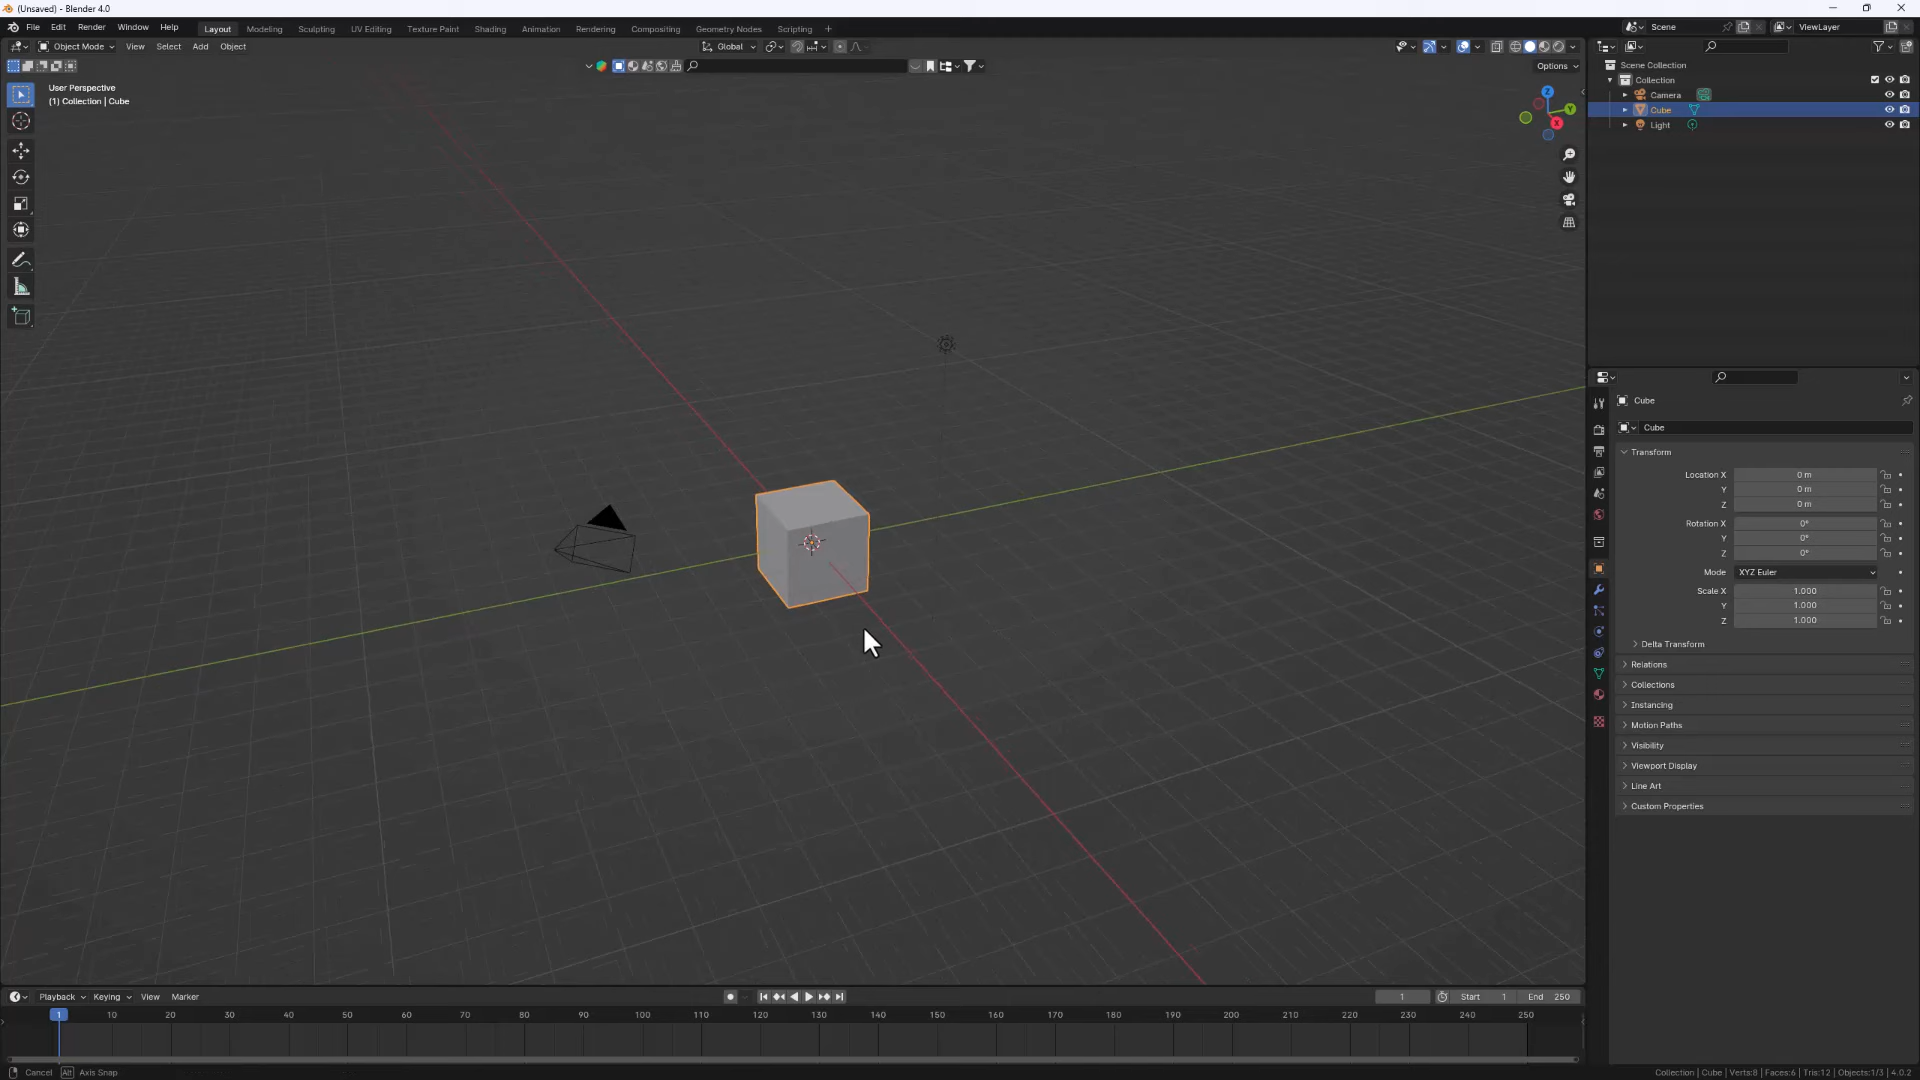 (Unsaved) - Blender 4.0
File Edit Render Window Help Layout Modeling Sculpting UV Editing Texture Paint Shading Animation Rendering Compositing Geometry Nodes Scripting +
Scene ViewLayer
Object Mode View Select Add Object Global
Options
User Perspective
(1) Collection | Cube
Z
Y
X
Scene Collection
Collection
Camera
Cube
Light
Cube
Cube
Transform
Location X 0 m
Y 0 m
Z 0 m
Rotation X 0°
Y 0°
Z 0°
Mode XYZ Euler
Scale X 1.000
Y 1.000
Z 1.000
Delta Transform
Relations
Collections
Instancing
Motion Paths
Visibility
Viewport Display
Line Art
Custom Properties
Playback Keying View Marker 1 Start 1 End 250
1 10 20 30 40 50 60 70 80 90 100 110 120 130 140 150 160 170 180 190 200 210 220 230 240 250
Cancel Alt Axis Snap
Collection | Cube | Verts:8 | Faces:6 | Tris:12 | Objects:1/3 | 4.0.2